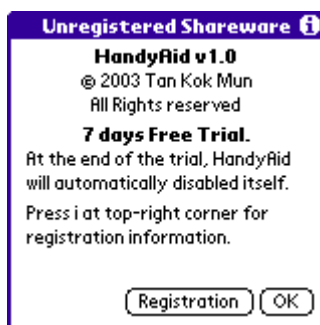 Unregistered Shareware i
HandyAid v1.0
© 2003 Tan Kok Mun
All Rights reserved
7 days Free Trial.
At the end of the trial, HandyAid
will automatically disabled itself.
Press i at top-right corner for
registration information.
Registration OK